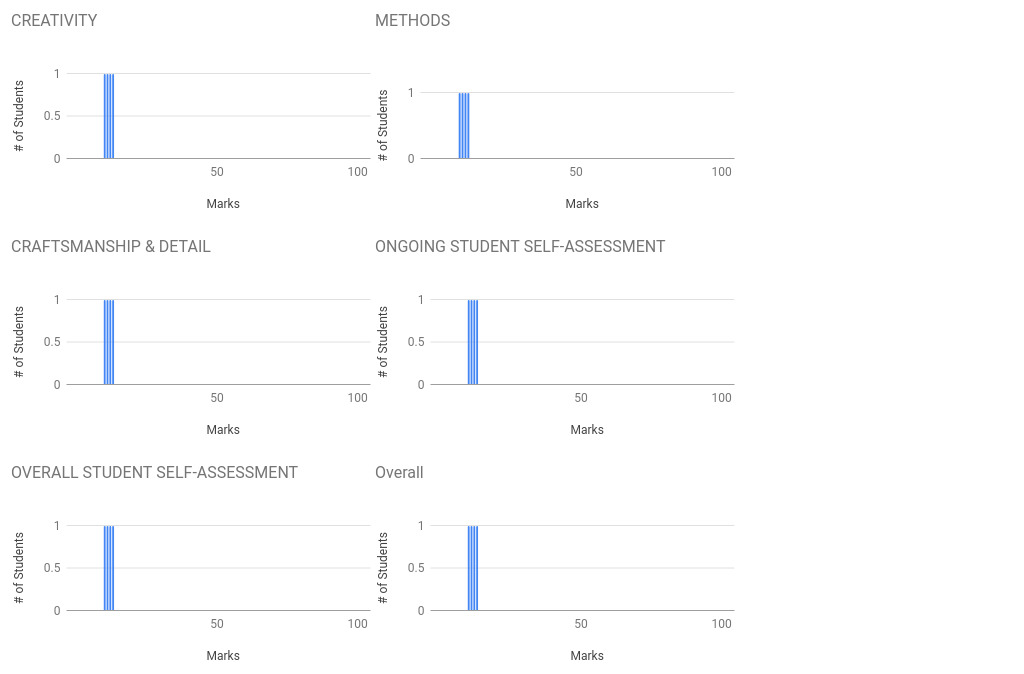 CREATIVITY
# of Students
1
0.5
0
50
100
Marks
METHODS
# of Students
1
0
50
100
Marks
CRAFTSMANSHIP & DETAIL
# of Students
1
0.5
0
50
100
Marks
ONGOING STUDENT SELF-ASSESSMENT
# of Students
1
0.5
0
50
100
Marks
OVERALL STUDENT SELF-ASSESSMENT
# of Students
1
0.5
0
50
100
Marks
Overall
# of Students
1
0.5
0
50
100
Marks